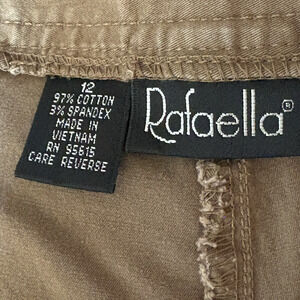 12
97% COTTON
3% SPANDEX
MADE IN
VIETNAM
RN 95615
CARE REVERSE
Rafaella®